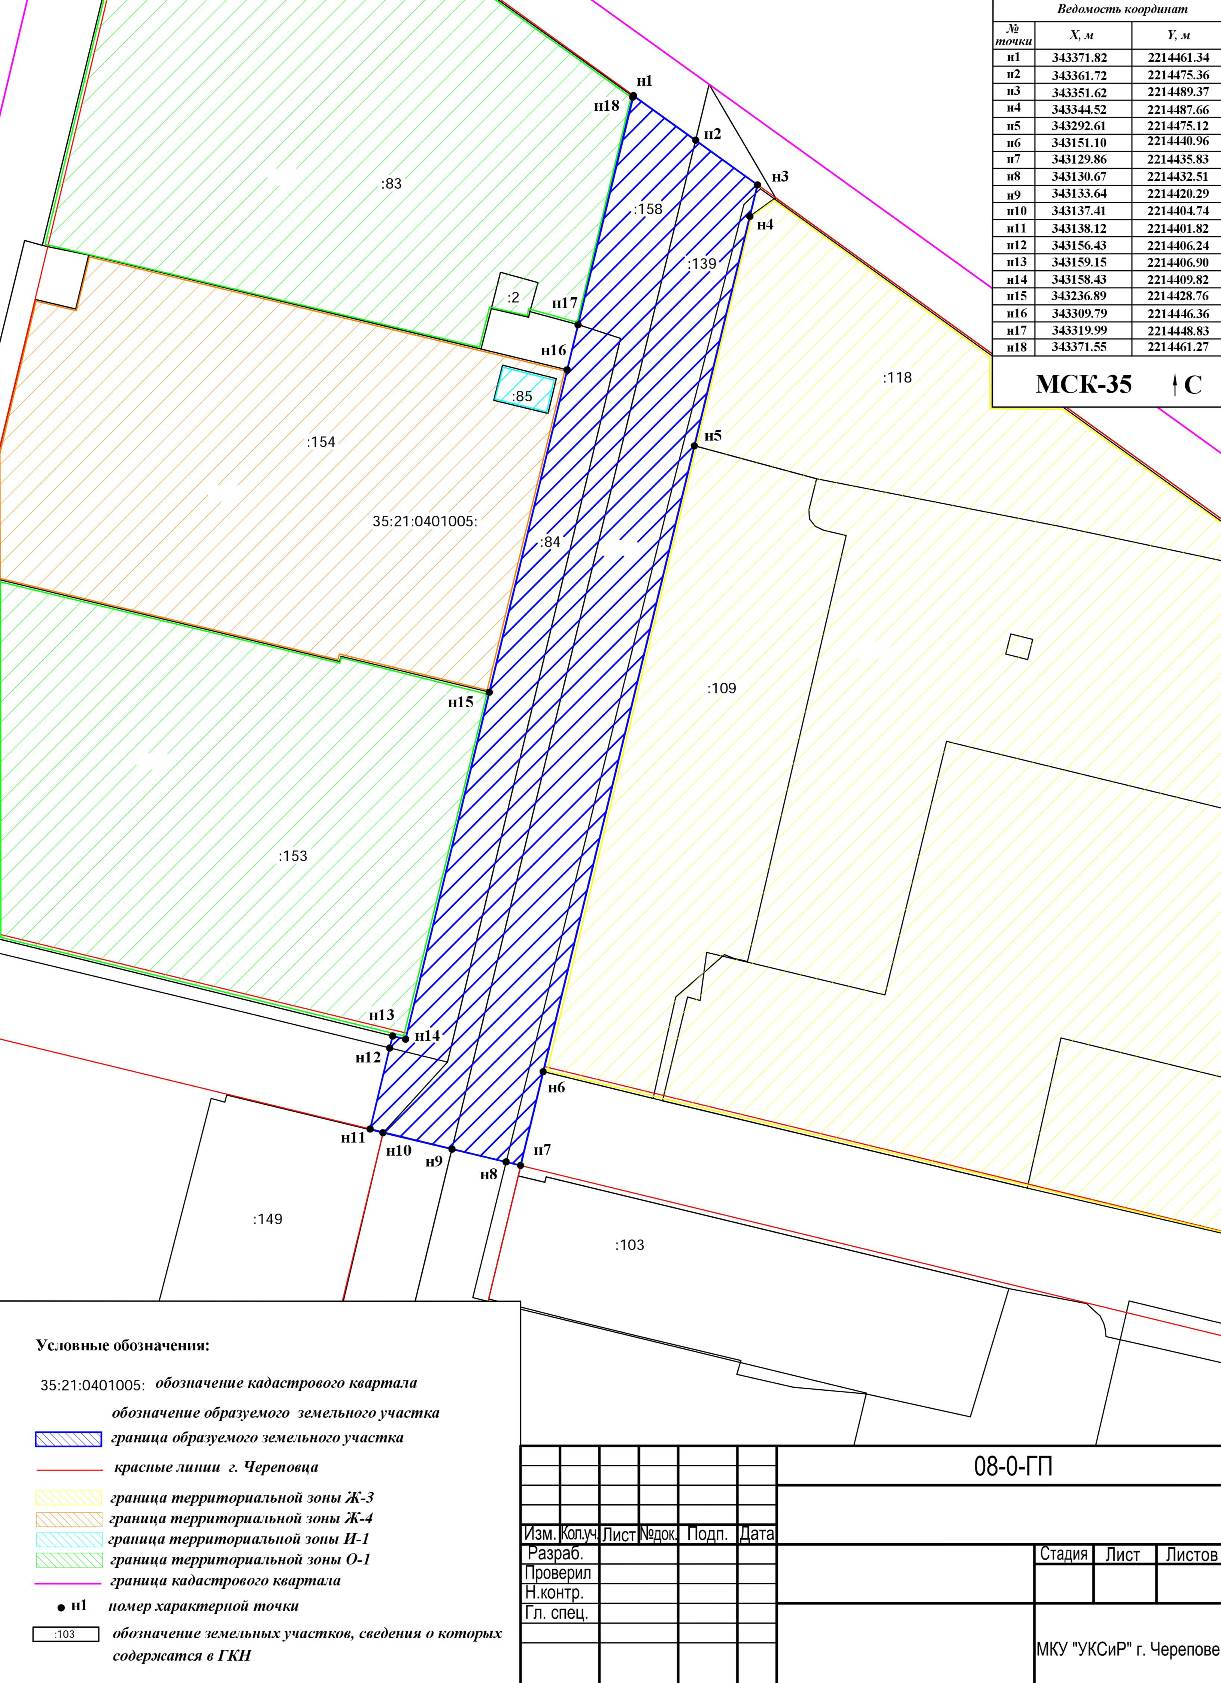 Ведомость координат
№ точки X, м Y, м
н1 343371.82 2214461.34
н2 343361.72 2214475.36
н3 343351.62 2214489.37
н4 343344.52 2214487.66
н5 343292.61 2214475.12
н6 343151.10 2214440.96
н7 343129.86 2214435.83
н8 343130.67 2214432.51
н9 343133.64 2214420.29
н10 343137.41 2214404.74
н11 343138.12 2214401.82
н12 343156.43 2214406.24
н13 343159.15 2214406.90
н14 343158.43 2214409.82
н15 343236.89 2214428.76
н16 343309.79 2214446.36
н17 343319.99 2214448.83
н18 343371.55 2214461.27
МСК-35 С
н1
н18
н2
н3
:83
:158
н4
:139
:2
н17
н16
:118
:85
н5
:154
35:21:0401005:
:84
:109
н15
:153
н13
н14
н12
н6
н11
н10
н9
н7
н8
:149
:103
Условные обозначения:
35:21:0401005: обозначение кадастрового квартала
обозначение образуемого земельного участка
граница образуемого земельного участка
красные линии г. Череповца
граница территориальной зоны Ж-3
граница территориальной зоны Ж-4
граница территориальной зоны И-1
граница территориальной зоны О-1
граница кадастрового квартала
н1 номер характерной точки
:103 обозначение земельных участков, сведения о которых
содержатся в ГКН
08-0-ГП
Изм. Кол.уч. Лист №док. Подп. Дата
Разраб.
Проверил
Н.контр.
Гл. спец.
Стадия Лист Листов
МКУ "УКСиР" г. Черепове